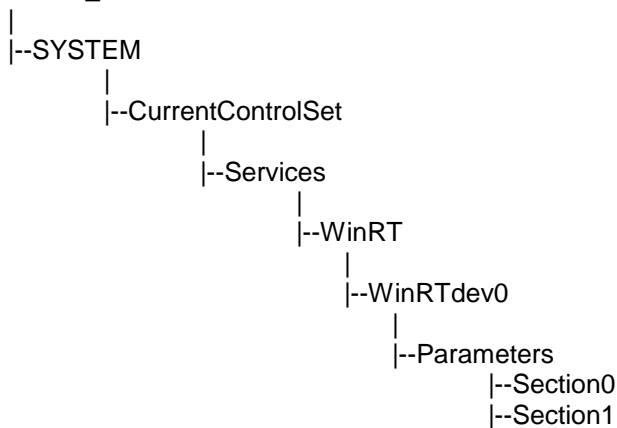 |
|--SYSTEM
|
|--CurrentControlSet
|
|--Services
|
|--WinRT
|
|--WinRTdev0
|
|--Parameters
|--Section0
|--Section1